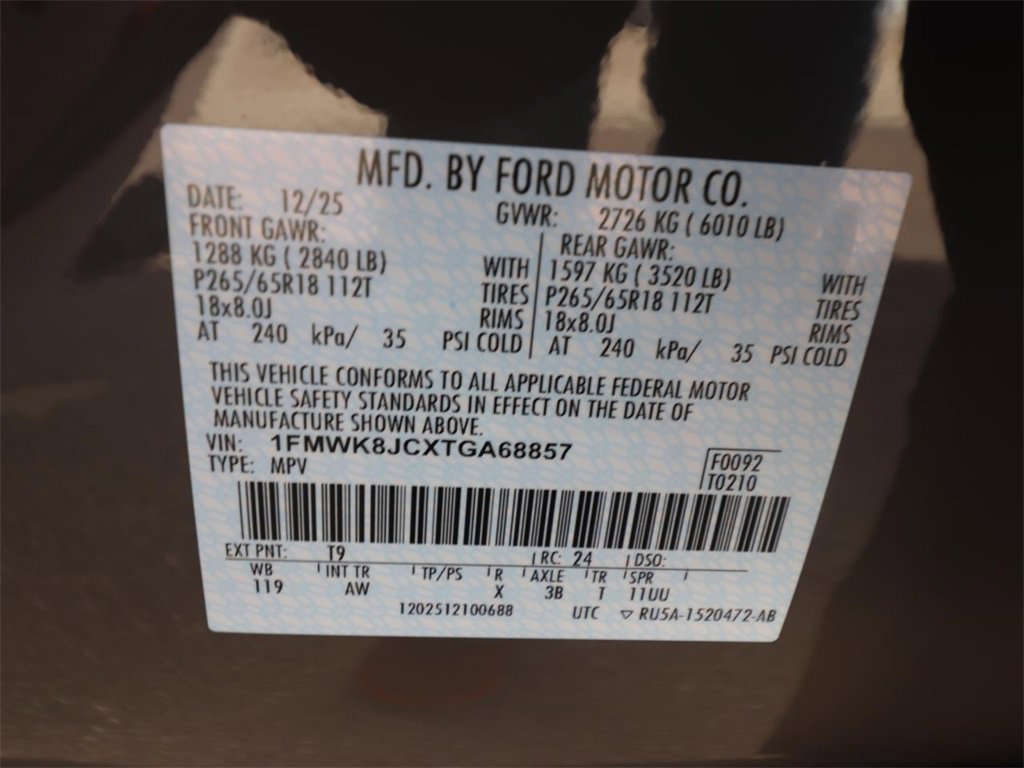 MFD. BY FORD MOTOR CO.
DATE: 12/25 GVWR: 2726 KG ( 6010 LB)
FRONT GAWR: REAR GAWR:
1288 KG ( 2840 LB) WITH 1597 KG ( 3520 LB) WITH
P265/65R18 112T TIRES P265/65R18 112T TIRES
18x8.0J RIMS 18x8.0J RIMS
AT 240 kPa/ 35 PSI COLD AT 240 kPa/ 35 PSI COLD
THIS VEHICLE CONFORMS TO ALL APPLICABLE FEDERAL MOTOR
VEHICLE SAFETY STANDARDS IN EFFECT ON THE DATE OF
MANUFACTURE SHOWN ABOVE.
VIN: 1FMWK8JCXTGA68857
TYPE: MPV F0092
T0210
EXT PNT: T9 RC: 24 DSO:
WB INT TR TP/PS R AXLE TR SPR
119 AW X 3B T 11UU
1202512100688 UTC ▽ RU5A-1520472-AB